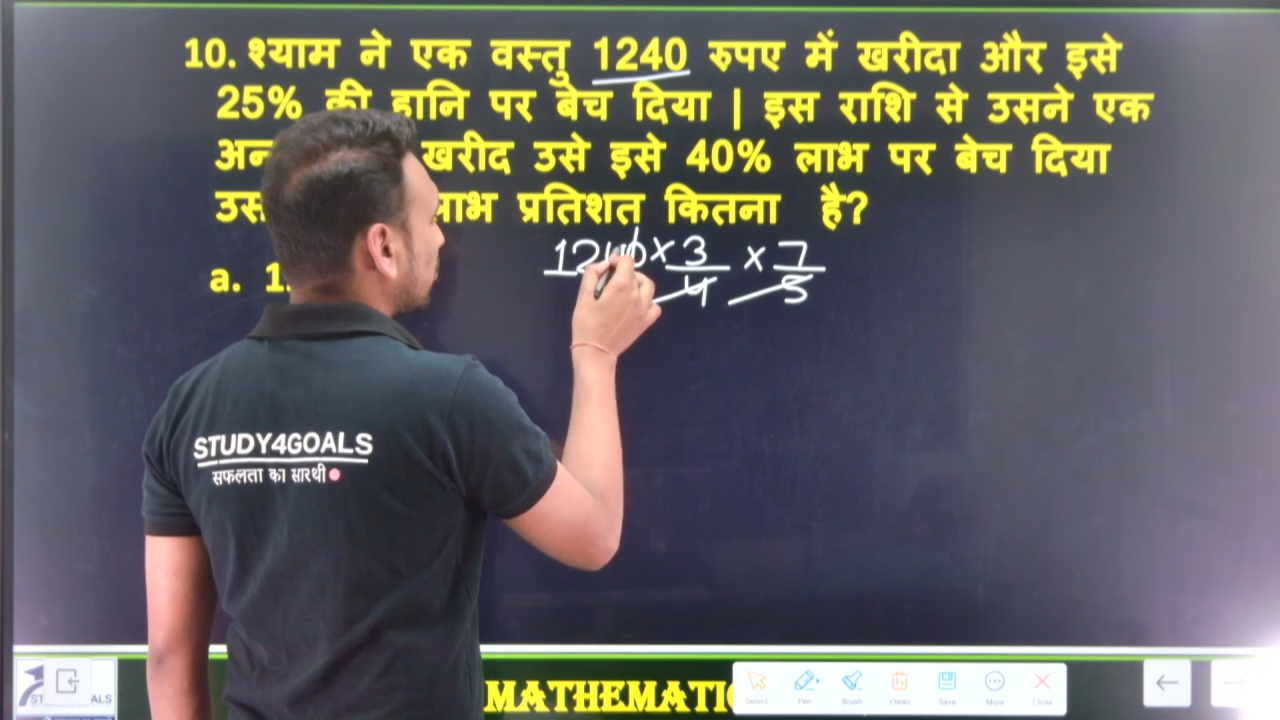 10. श्याम ने एक वस्तु 1240 रुपए में खरीदा और इसे
25% की हानि पर बेच दिया | इस राशि से उसने एक
खरीद उसे इसे 40% लाभ पर बेच दिया
लाभ प्रतिशत कितना है?
1240 × 3/4 × 7/5
a. 1
STUDY4GOALS
सफलता का सारथी
MATHEMATIC
Select Pen Brush Clean Save More Close